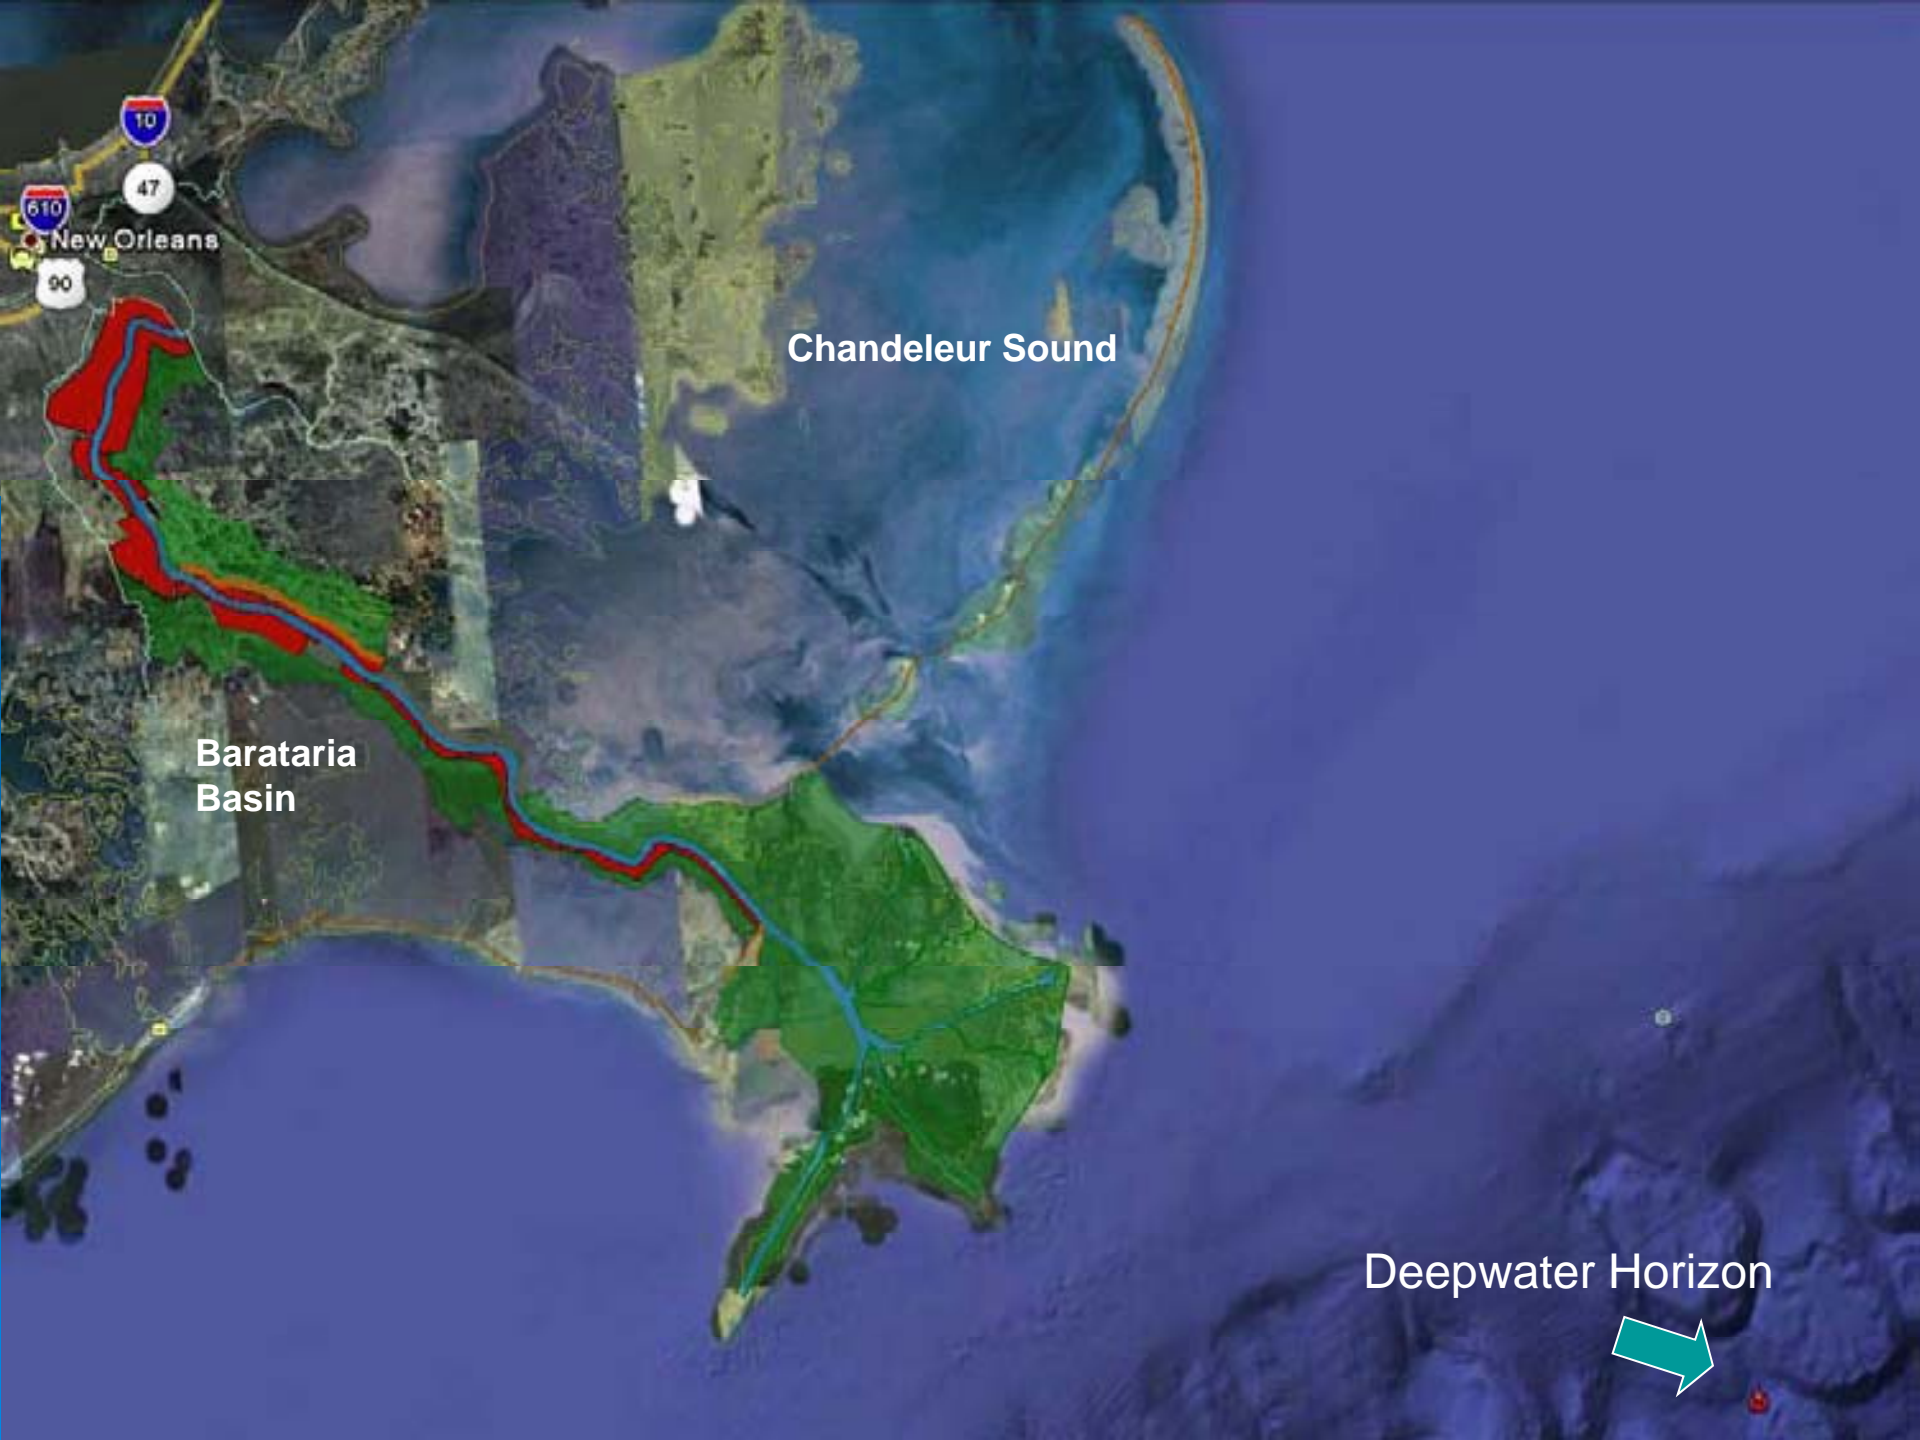 10
47
610
New Orleans
90
Chandeleur Sound
Barataria
Basin
Deepwater Horizon